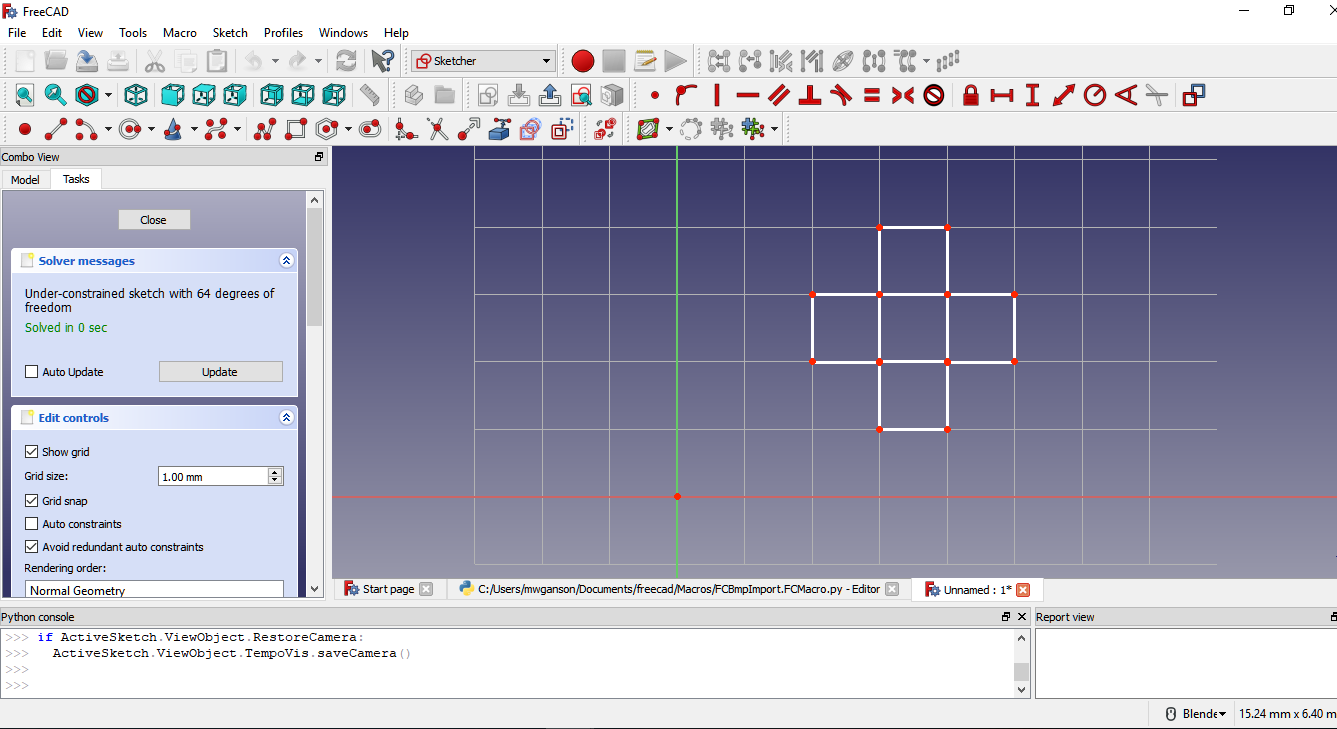 FreeCAD
File Edit View Tools Macro Sketch Profiles Windows Help
Sketcher
Combo View
Model Tasks
Close
Solver messages
Under-constrained sketch with 64 degrees of
freedom
Solved in 0 sec
Auto Update Update
Edit controls
Show grid
Grid size: 1.00 mm
Grid snap
Auto constraints
Avoid redundant auto constraints
Rendering order:
Normal Geometry
Start page C:/Users/mwganson/Documents/freecad/Macros/FCBmpImport.FCMacro.py - Editor Unnamed : 1*
Python console Report view
>>> if ActiveSketch.ViewObject.RestoreCamera:
>>>   ActiveSketch.ViewObject.TempoVis.saveCamera()
>>>
>>>
Blende 15.24 mm x 6.40 m